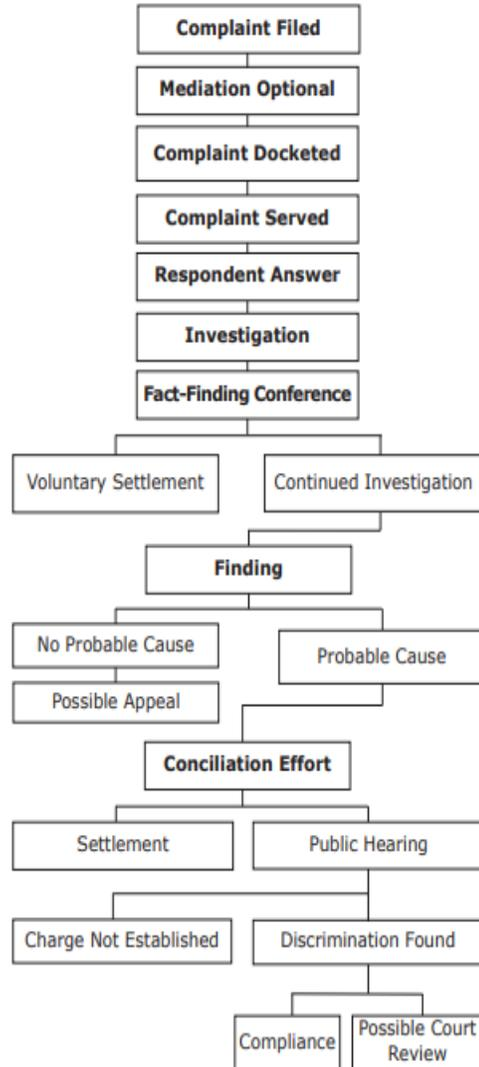 Complaint Filed
Mediation Optional
Complaint Docketed
Complaint Served
Respondent Answer
Investigation
Fact-Finding Conference
Voluntary Settlement
Continued Investigation
Finding
No Probable Cause
Probable Cause
Possible Appeal
Conciliation Effort
Settlement
Public Hearing
Charge Not Established
Discrimination Found
Compliance
Possible Court
Review